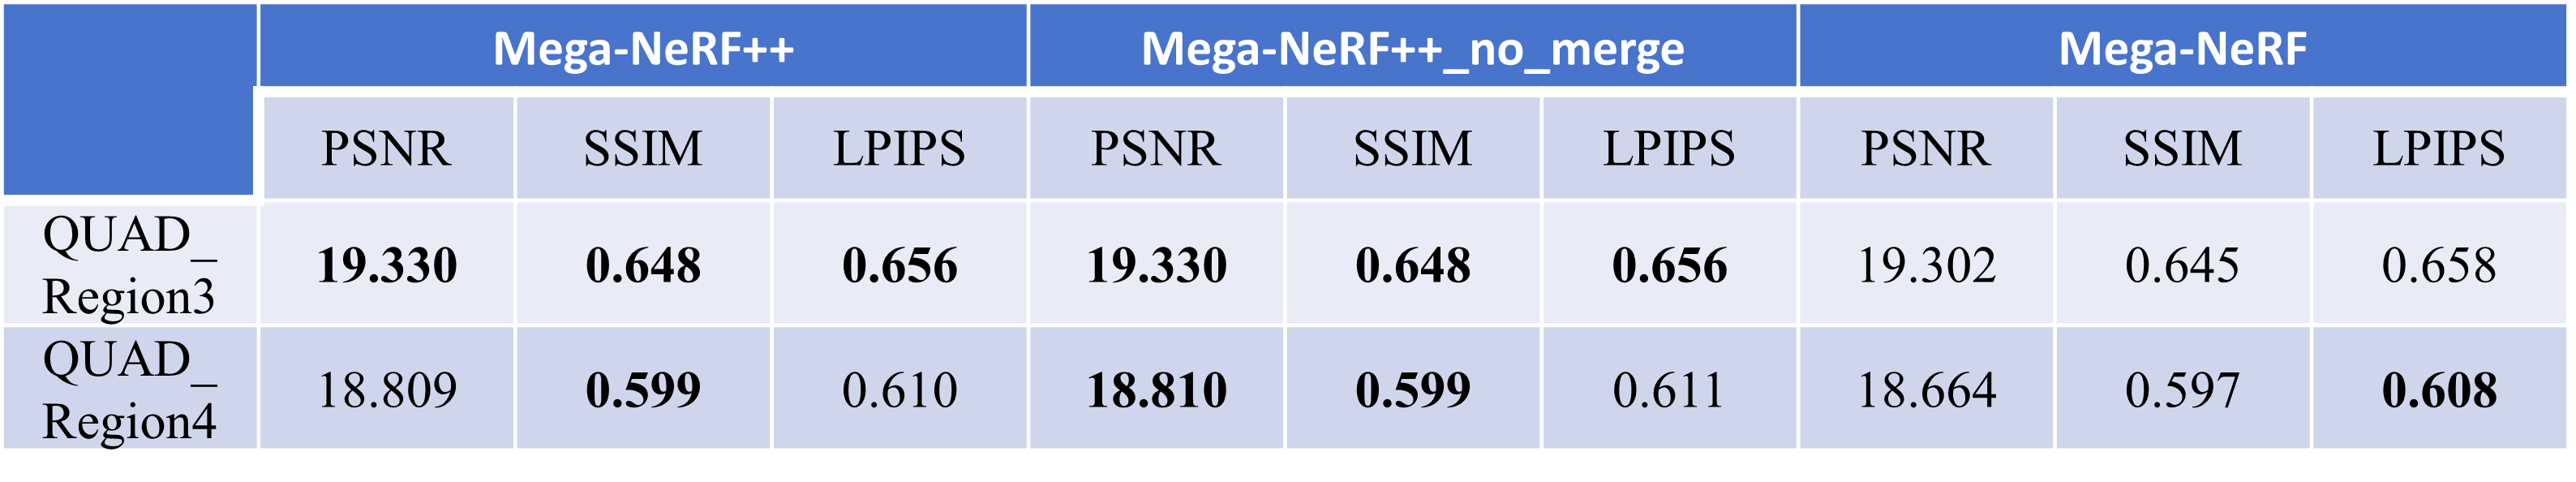 Mega-NeRF++ Mega-NeRF++_no_merge Mega-NeRF
PSNR SSIM LPIPS PSNR SSIM LPIPS PSNR SSIM LPIPS
QUAD_
Region3 19.330 0.648 0.656 19.330 0.648 0.656 19.302 0.645 0.658
QUAD_
Region4 18.809 0.599 0.610 18.810 0.599 0.611 18.664 0.597 0.608